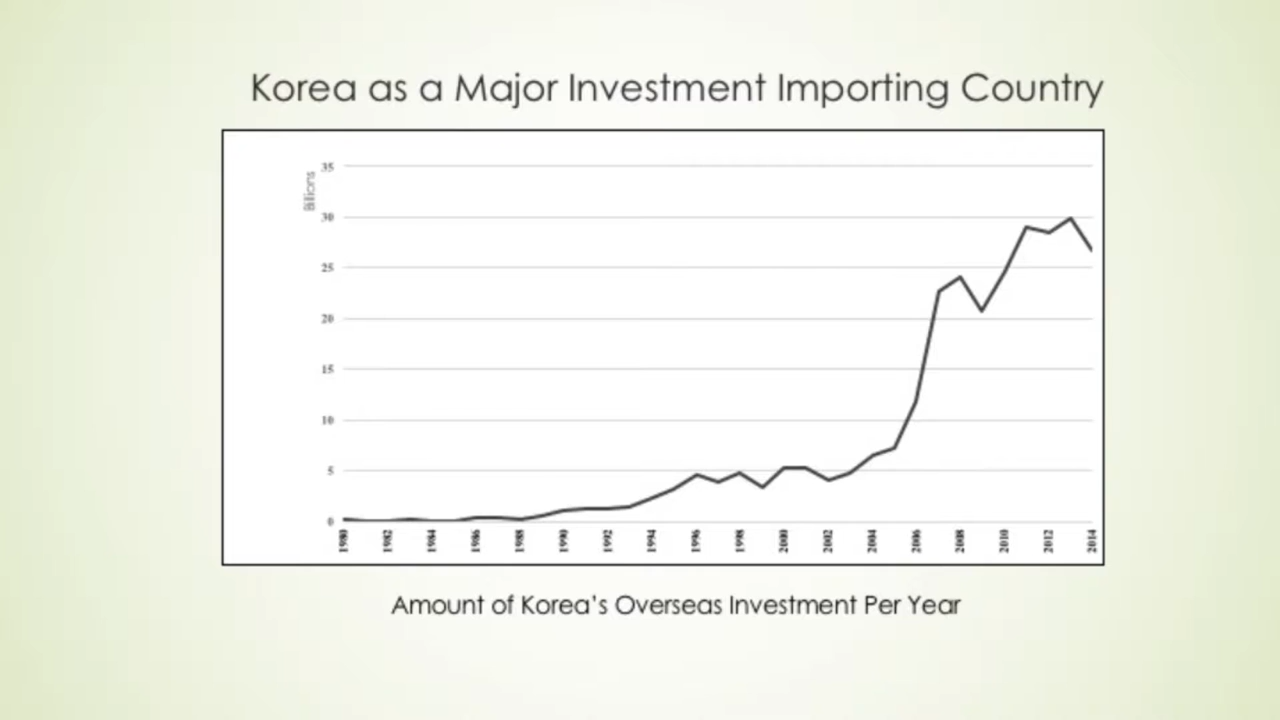 Korea as a Major Investment Importing Country
Billions
35
30
25
20
15
10
5
0
1980 1982 1984 1986 1988 1990 1992 1994 1996 1998 2000 2002 2004 2006 2008 2010 2012 2014
Amount of Korea's Overseas Investment Per Year